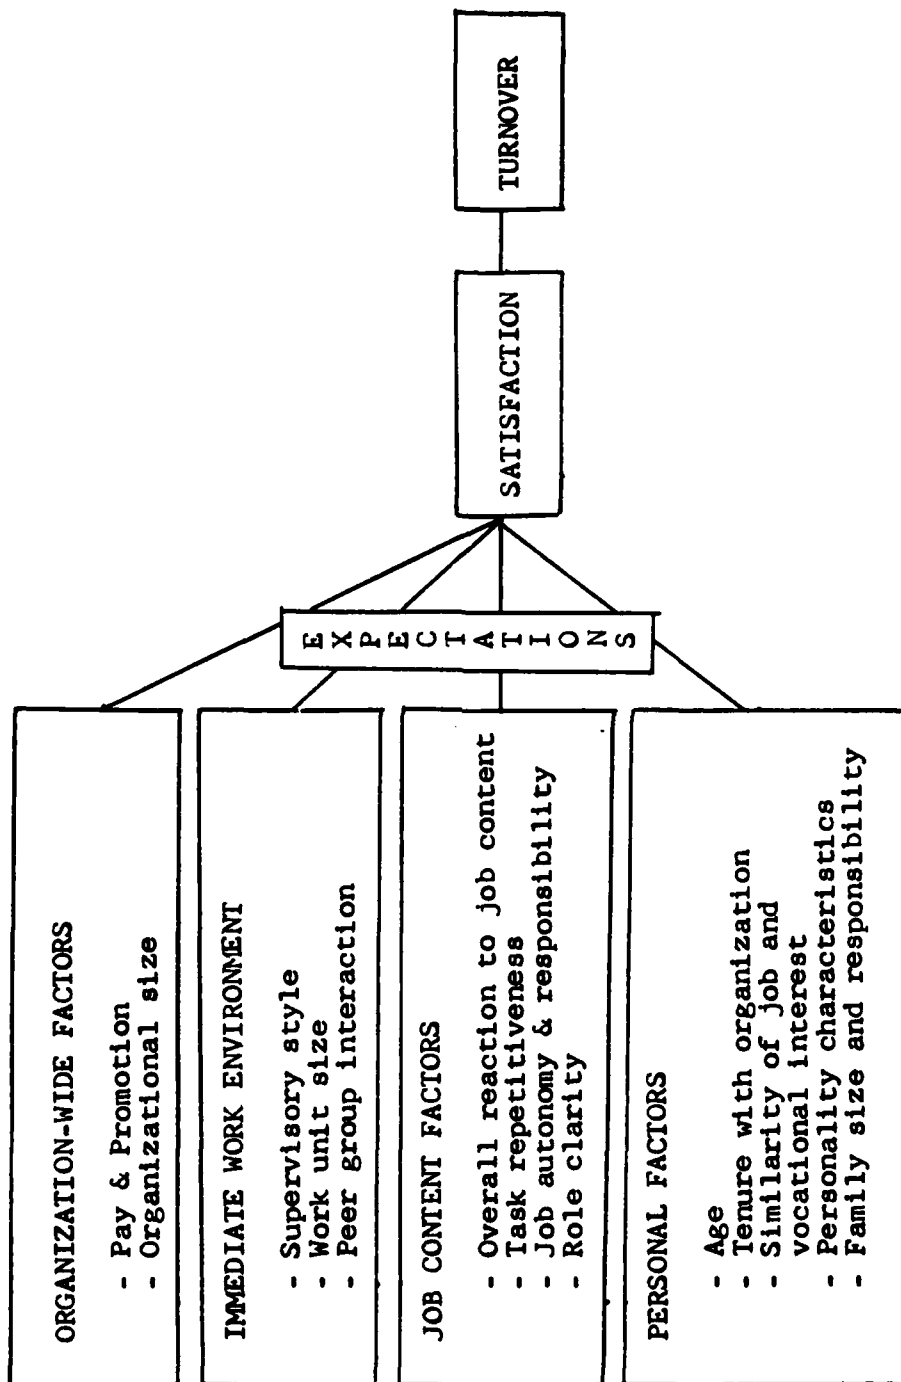 ORGANIZATION-WIDE FACTORS
- Pay & Promotion
- Organizational size
IMMEDIATE WORK ENVIRONMENT
- Supervisory style
- Work unit size
- Peer group interaction
JOB CONTENT FACTORS
- Overall reaction to job content
- Task repetitiveness
- Job autonomy & responsibility
- Role clarity
PERSONAL FACTORS
- Age
- Tenure with organization
- Similarity of job and
vocational interest
- Personality characteristics
- Family size and responsibility
EXPECTATIONS
SATISFACTION
TURNOVER